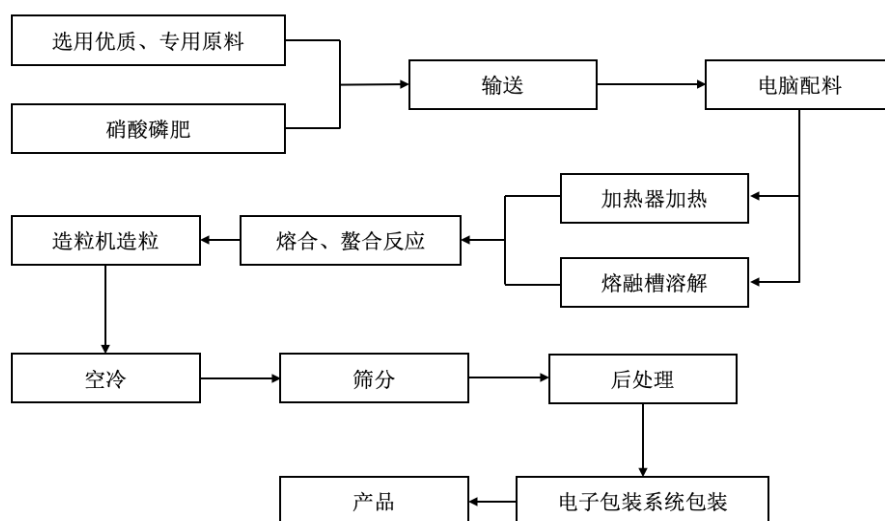 选用优质、专用原料
硝酸磷肥
输送
电脑配料
加热器加热
熔融槽溶解
熔合、螯合反应
造粒机造粒
空冷
筛分
后处理
电子包装系统包装
产品